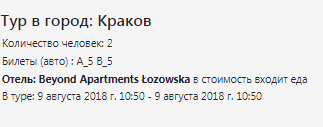 Тур в город: Краков
Количество человек: 2
Билеты (авто) : A_5 B_5
Отель: Beyond Apartments Łozowska в стоимость входит еда
В туре: 9 августа 2018 г. 10:50 - 9 августа 2018 г. 10:50